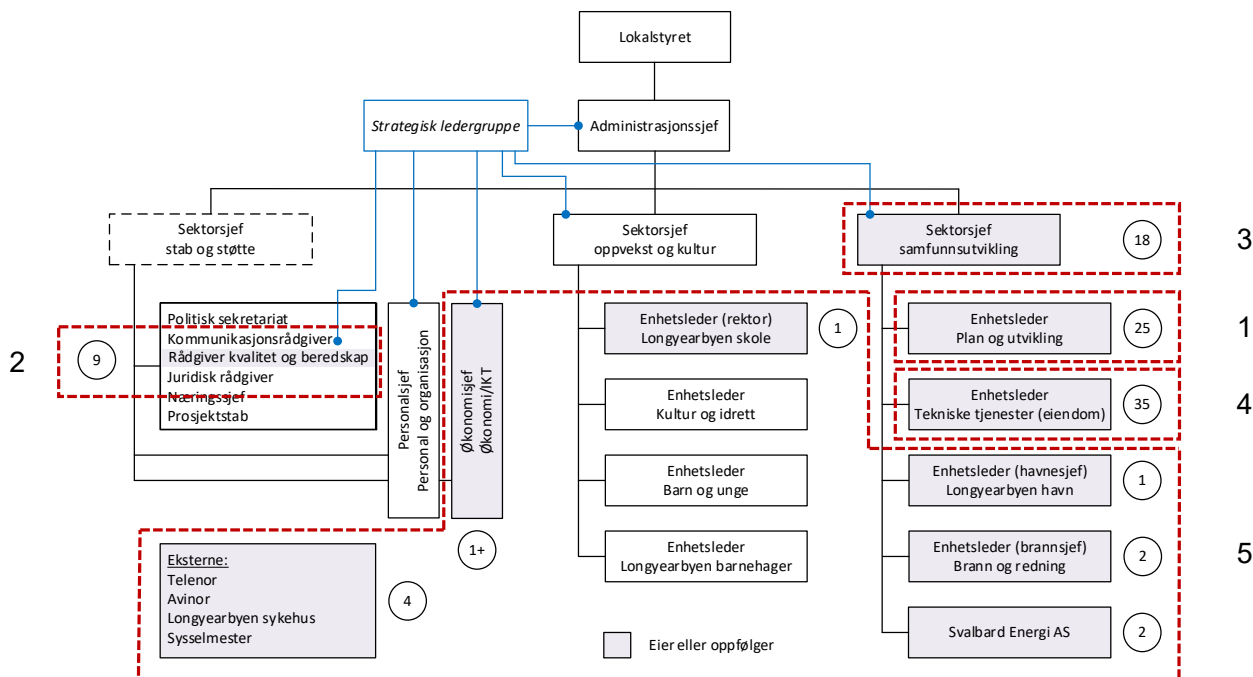 Lokalstyret
Strategisk ledergruppe
Administrasjonssjef
Sektorsjef
stab og støtte
Sektorsjef
oppvekst og kultur
Sektorsjef
samfunnsutvikling
18
3
Politisk sekretariat
Kommunikasjonsrådgiver
Rådgiver kvalitet og beredskap
Juridisk rådgiver
Næringssjef
Prosjektstab
2
9
Personalsjef
Personal og organisasjon
Økonomisjef
Økonomi/IKT
1+
Enhetsleder (rektor)
Longyearbyen skole
1
Enhetsleder
Kultur og idrett
Enhetsleder
Barn og unge
Enhetsleder
Longyearbyen barnehager
Enhetsleder
Plan og utvikling
25
1
Enhetsleder
Tekniske tjenester (eiendom)
35
4
Enhetsleder (havnesjef)
Longyearbyen havn
1
Enhetsleder (brannsjef)
Brann og redning
2
5
Svalbard Energi AS
2
Eksterne:
Telenor
Avinor
Longyearbyen sykehus
Sysselmester
4
Eier eller oppfølger